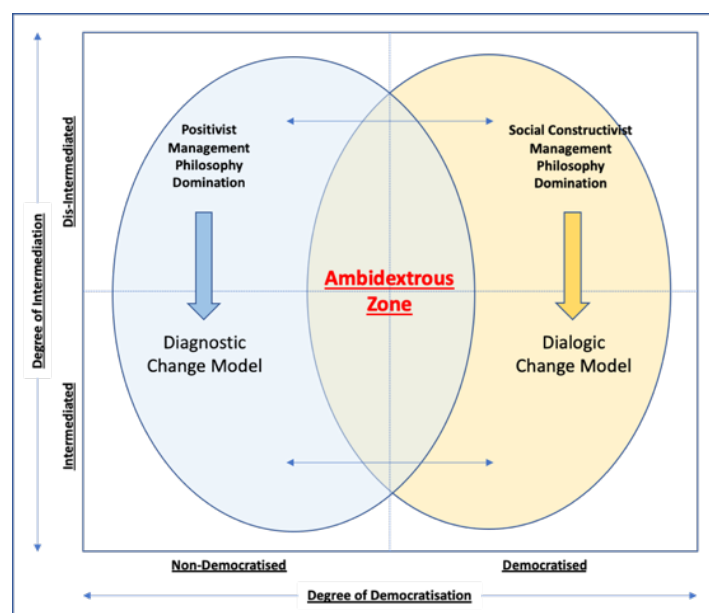 Positivist
Management
Philosophy
Domination
Social Constructivist
Management
Philosophy
Domination
Ambidextrous
Zone
Diagnostic
Change Model
Dialogic
Change Model
Degree of Intermediation
Dis-Intermediated
Intermediated
Non-Democratised
Democratised
Degree of Democratisation